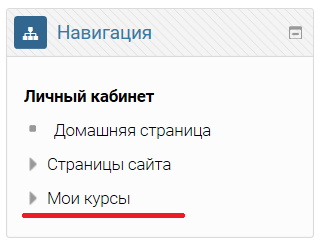 Навигация
Личный кабинет
Домашняя страница
Страницы сайта
Мои курсы